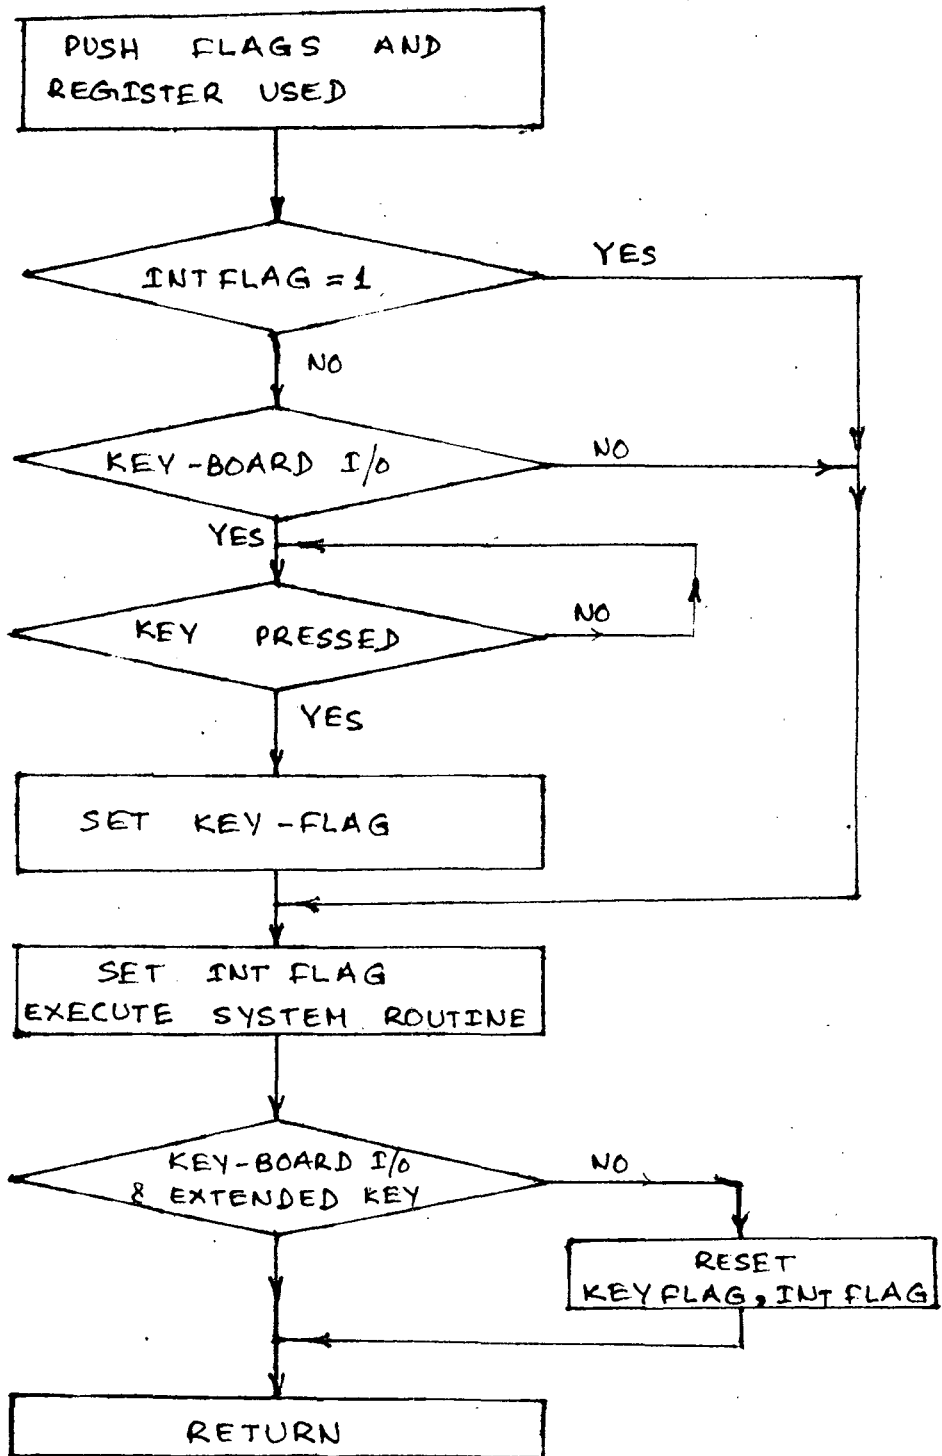 PUSH FLAGS AND
REGISTER USED
INT FLAG = 1
YES
NO
KEY-BOARD I/O
NO
YES
KEY PRESSED
NO
YES
SET KEY-FLAG
SET INT FLAG
EXECUTE SYSTEM ROUTINE
KEY-BOARD I/O
& EXTENDED KEY
NO
RESET
KEYFLAG, INT FLAG
RETURN